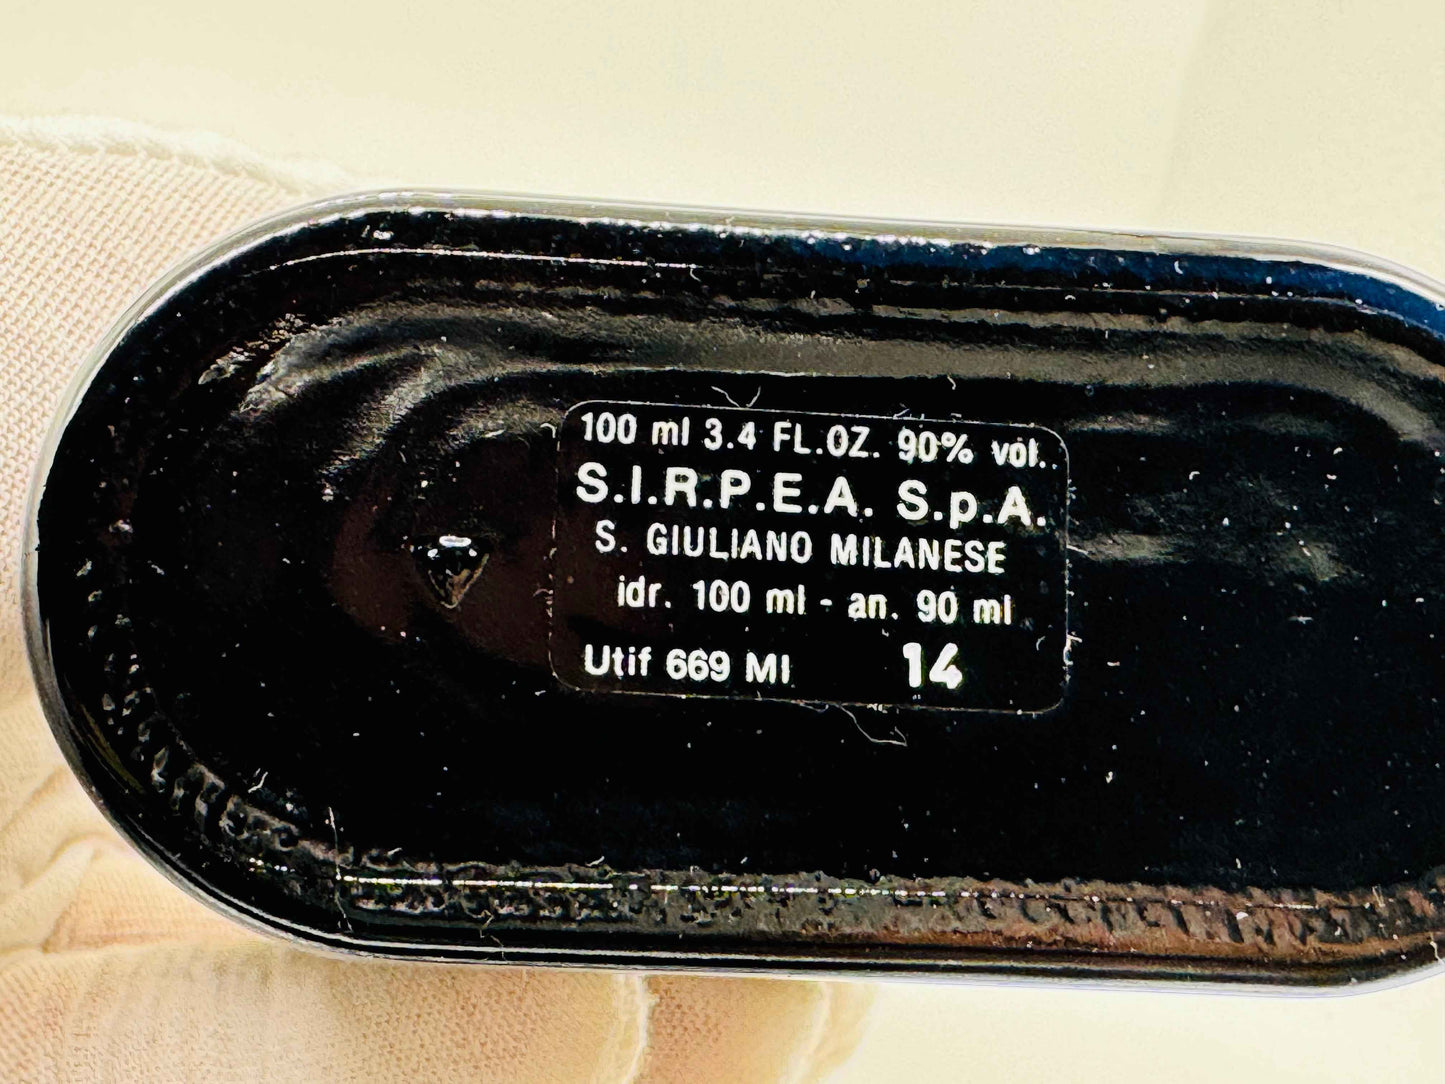 100 ml 3.4 FL.OZ. 90% vol.
S.I.R.P.E.A. S.p.A.
S. GIULIANO MILANESE
idr. 100 ml - an. 90 ml
Utif 669 MI 14